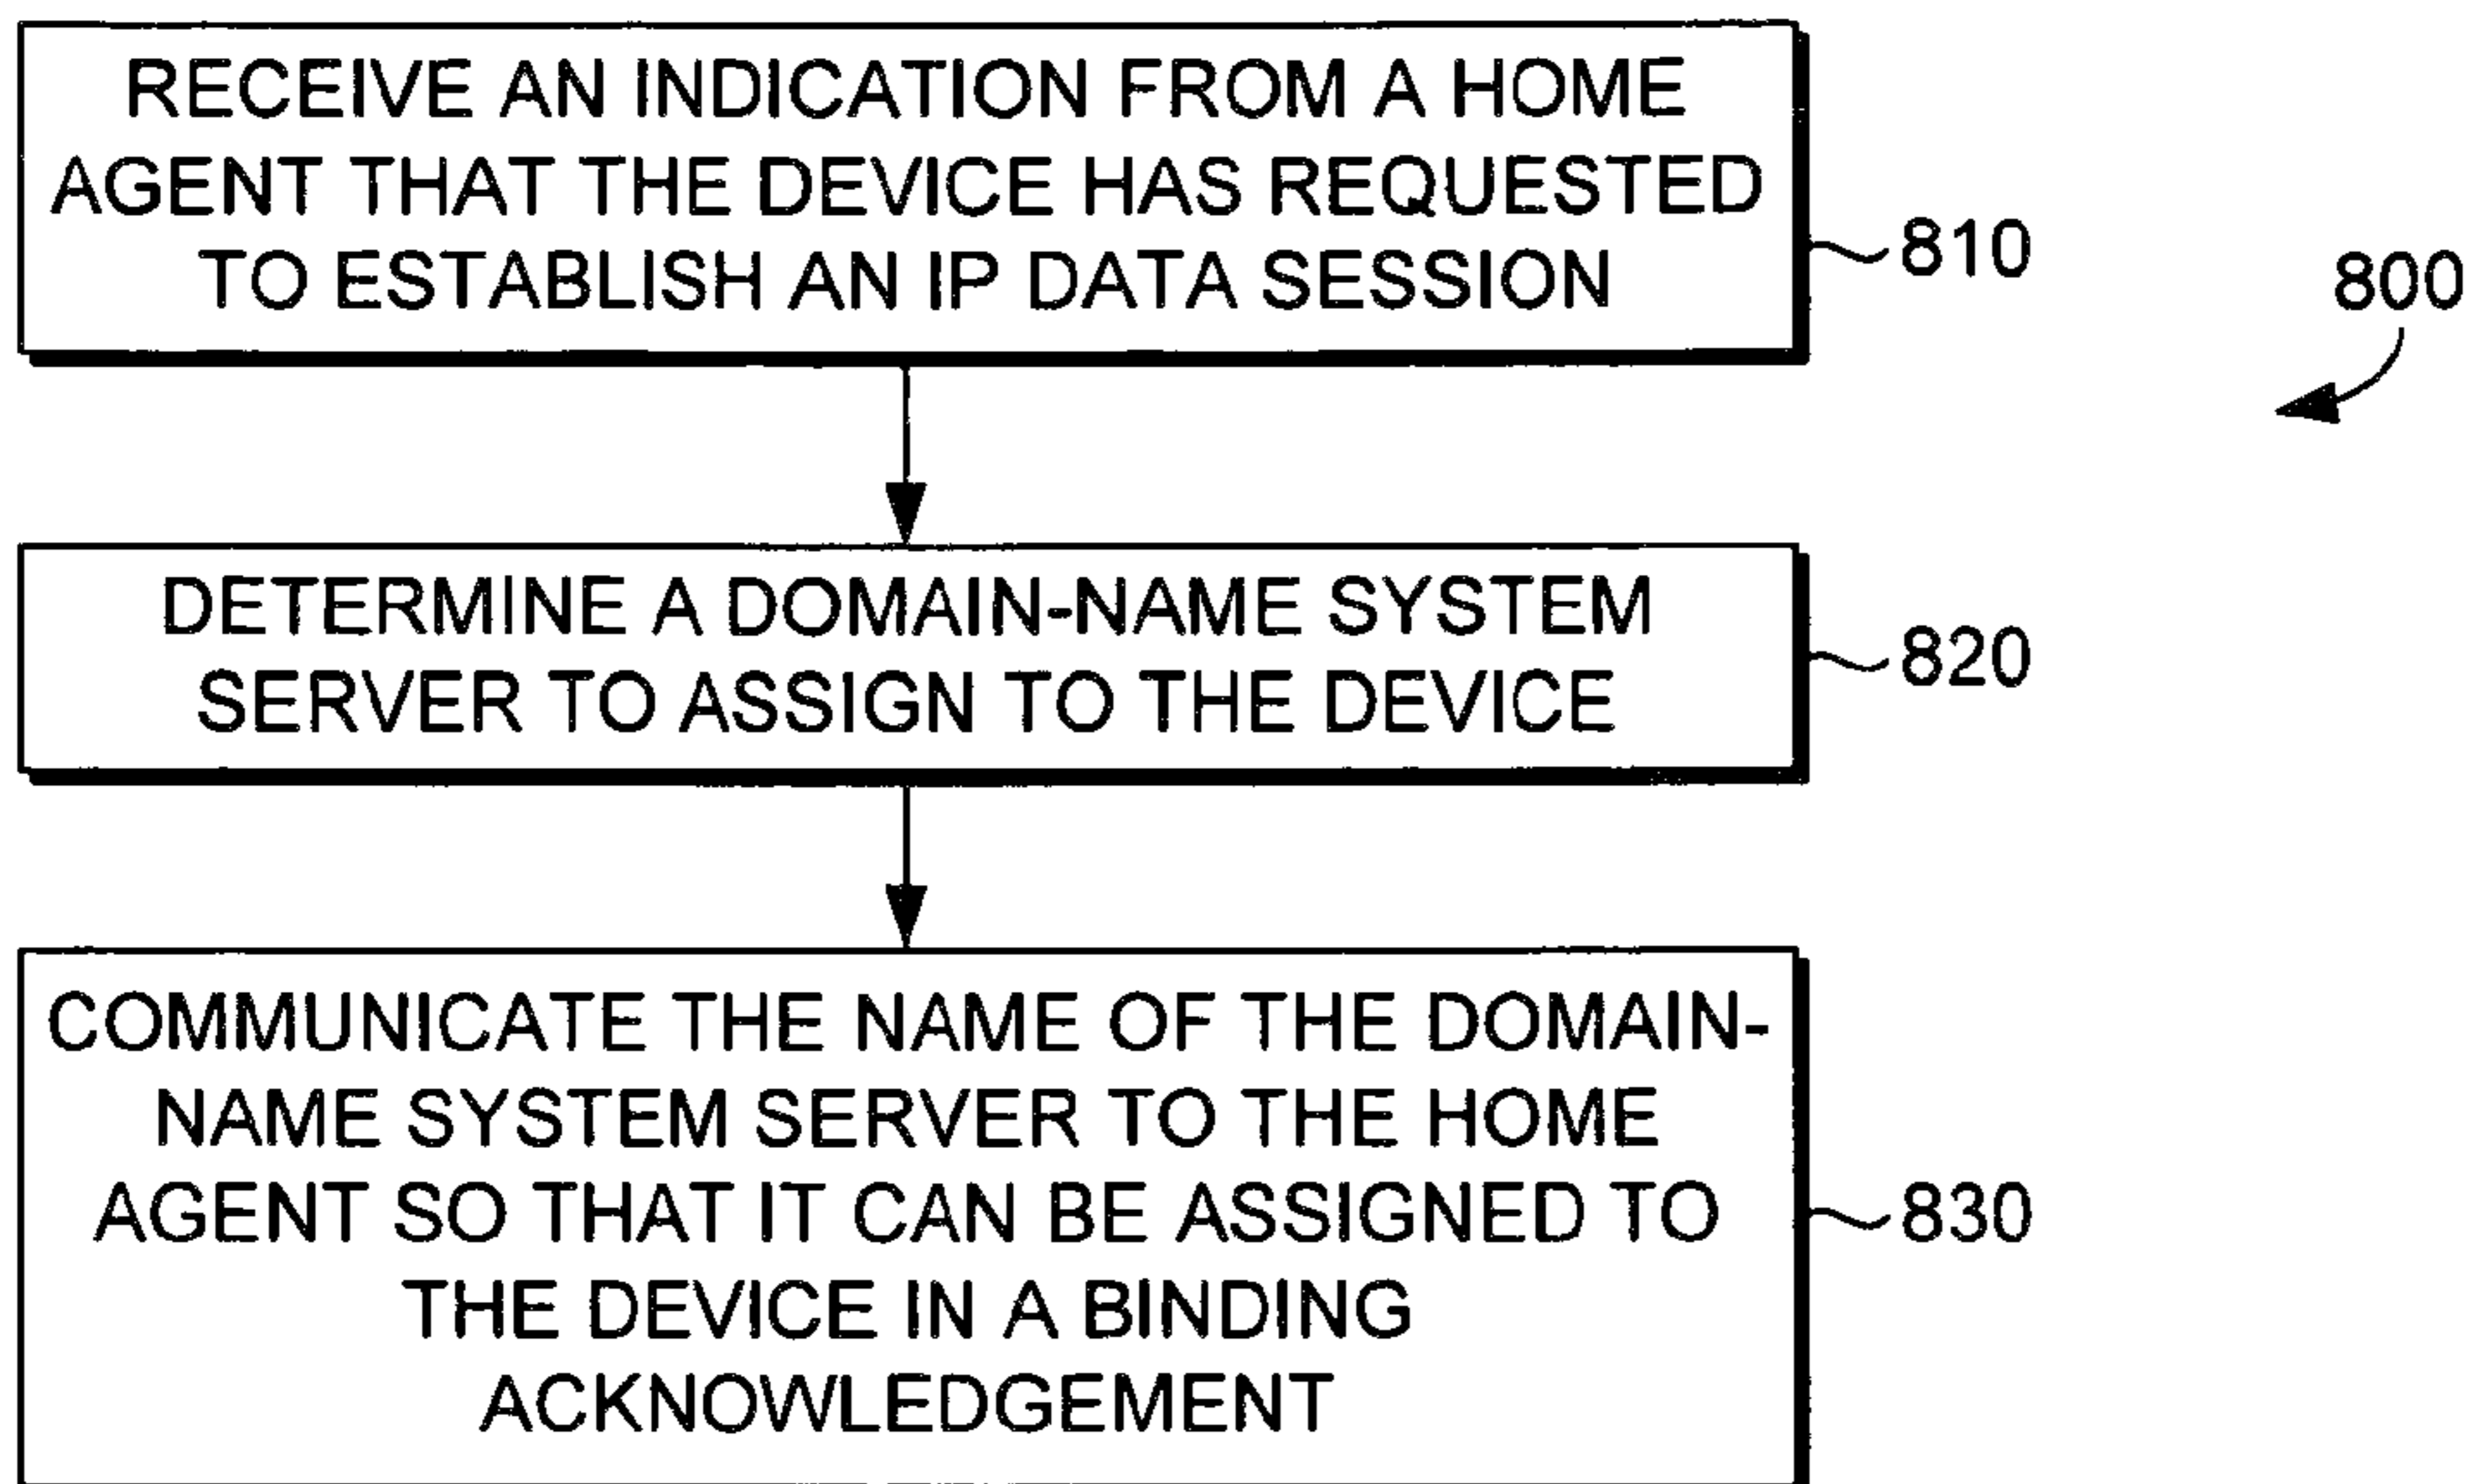 RECEIVE AN INDICATION FROM A HOME
AGENT THAT THE DEVICE HAS REQUESTED
TO ESTABLISH AN IP DATA SESSION
810
800
DETERMINE A DOMAIN-NAME SYSTEM
SERVER TO ASSIGN TO THE DEVICE
820
COMMUNICATE THE NAME OF THE DOMAIN-
NAME SYSTEM SERVER TO THE HOME
AGENT SO THAT IT CAN BE ASSIGNED TO
THE DEVICE IN A BINDING
ACKNOWLEDGEMENT
830